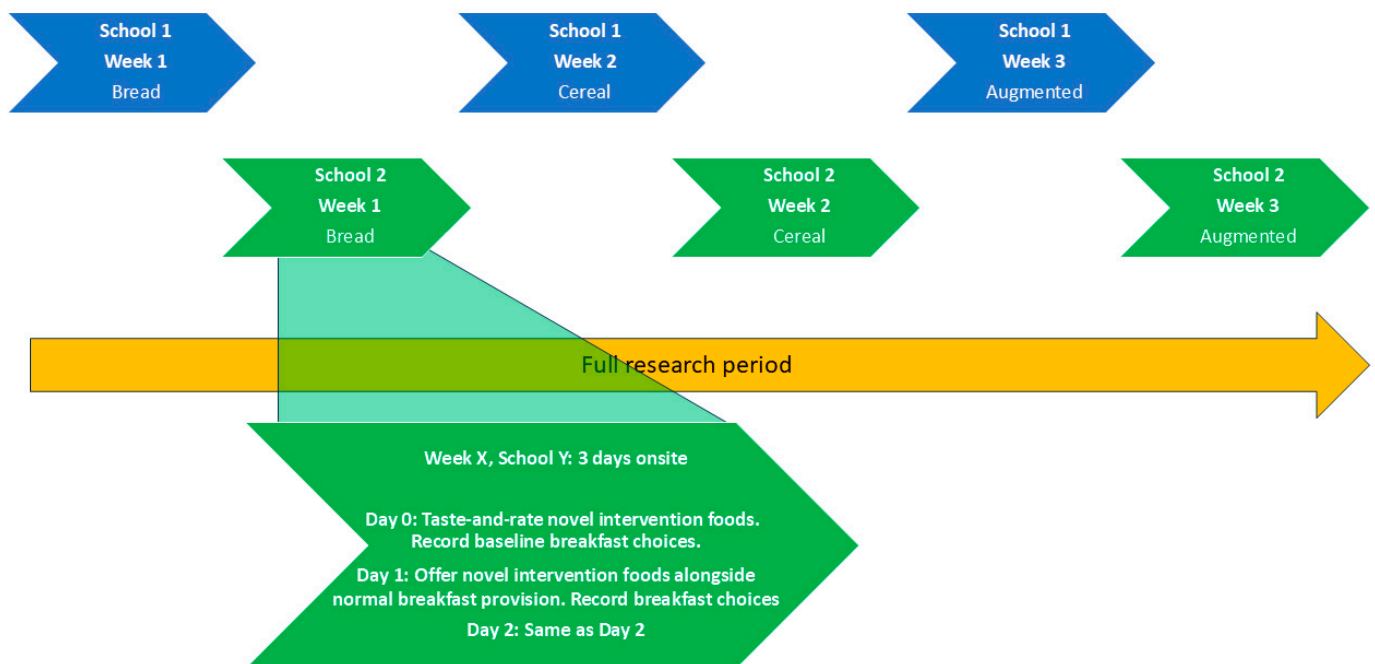 School 1
Week 1
Bread
School 1
Week 2
Cereal
School 1
Week 3
Augmented
School 2
Week 1
Bread
School 2
Week 2
Cereal
School 2
Week 3
Augmented
Full research period
Week X, School Y: 3 days onsite
Day 0: Taste-and-rate novel intervention foods.
Record baseline breakfast choices.
Day 1: Offer novel intervention foods alongside
normal breakfast provision. Record breakfast choices
Day 2: Same as Day 2